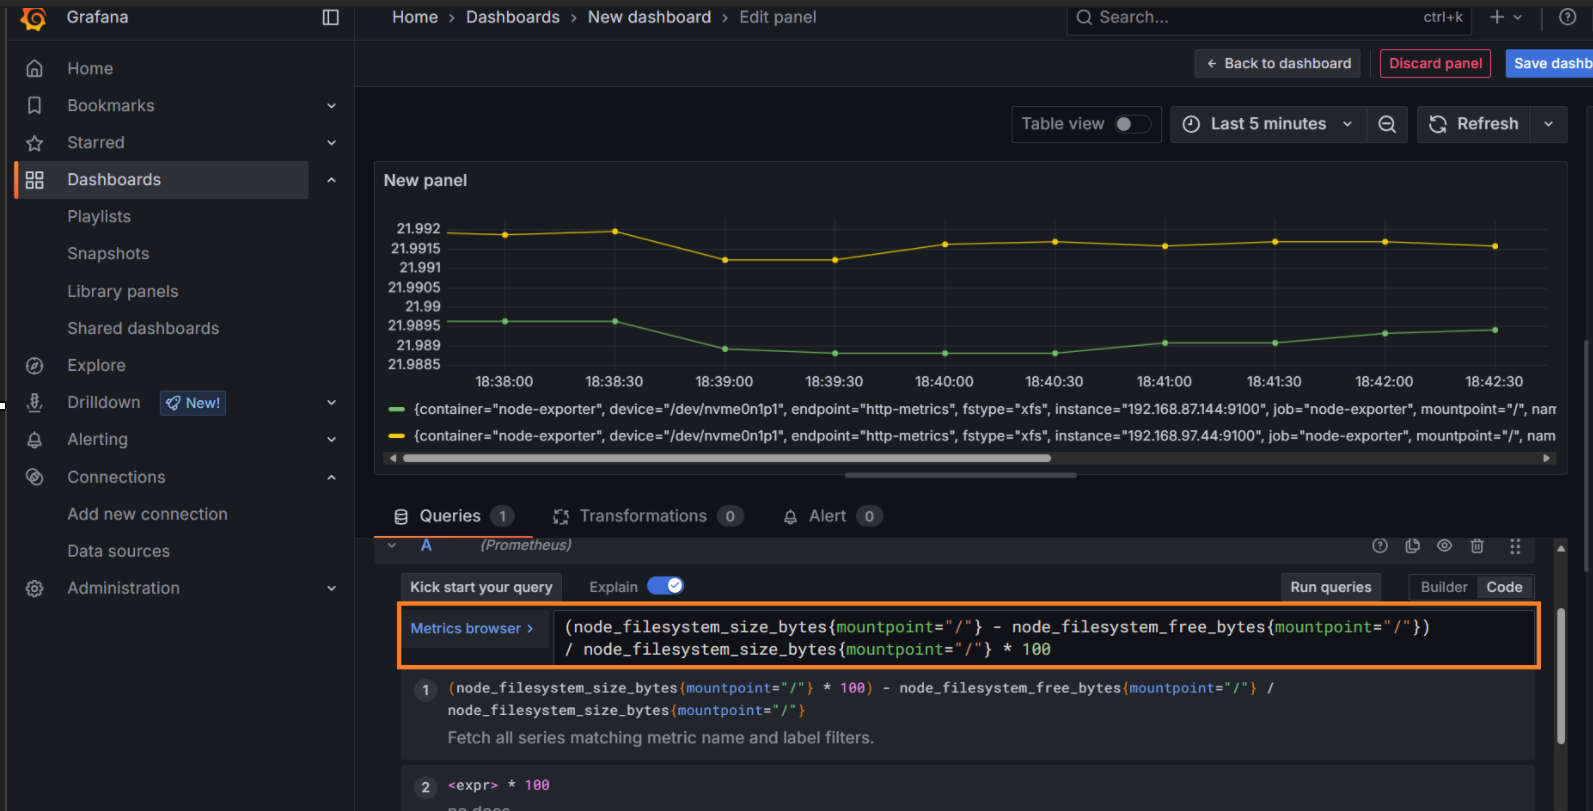 Grafana
Home › Dashboards › New dashboard › Edit panel
Search...
ctrl+k
Back to dashboard
Discard panel
Save dashb
Home
Bookmarks
Starred
Dashboards
Playlists
Snapshots
Library panels
Shared dashboards
Explore
Drilldown New!
Alerting
Connections
Add new connection
Data sources
Administration
Table view
Last 5 minutes
Refresh
New panel
21.992
21.9915
21.991
21.9905
21.99
21.9895
21.989
21.9885
18:38:00 18:38:30 18:39:00 18:39:30 18:40:00 18:40:30 18:41:00 18:41:30 18:42:00 18:42:30
{container="node-exporter", device="/dev/nvme0n1p1", endpoint="http-metrics", fstype="xfs", instance="192.168.87.144:9100", job="node-exporter", mountpoint="/", nam
{container="node-exporter", device="/dev/nvme0n1p1", endpoint="http-metrics", fstype="xfs", instance="192.168.97.44:9100", job="node-exporter", mountpoint="/", name
Queries 1 Transformations 0 Alert 0
A (Prometheus)
Kick start your query Explain Run queries Builder Code
Metrics browser › (node_filesystem_size_bytes{mountpoint="/"} - node_filesystem_free_bytes{mountpoint="/"})
/ node_filesystem_size_bytes{mountpoint="/"} * 100
1 (node_filesystem_size_bytes{mountpoint="/"} * 100) - node_filesystem_free_bytes{mountpoint="/"} /
node_filesystem_size_bytes{mountpoint="/"}
Fetch all series matching metric name and label filters.
2 <expr> * 100
no docs